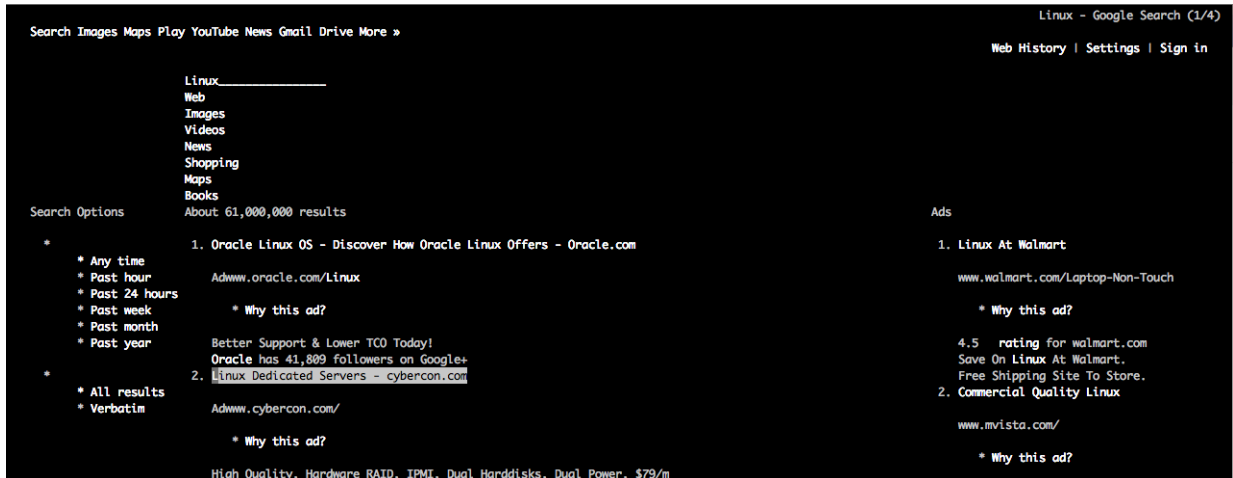 Linux - Google Search (1/4)
Search Images Maps Play YouTube News Gmail Drive More »
Web History | Settings | Sign in
Linux________________
Web
Images
Videos
News
Shopping
Maps
Books
Search Options
*
* Any time
* Past hour
* Past 24 hours
* Past week
* Past month
* Past year
*
* All results
* Verbatim
About 61,000,000 results
1. Oracle Linux OS - Discover How Oracle Linux Offers - Oracle.com
Adwww.oracle.com/Linux
* Why this ad?
Better Support & Lower TCO Today!
Oracle has 41,809 followers on Google+
2. Linux Dedicated Servers - cybercon.com
Adwww.cybercon.com/
* Why this ad?
High Quality, Hardware RAID, IPMI, Dual Harddisks, Dual Power, $79/m
Ads
1. Linux At Walmart
www.walmart.com/Laptop-Non-Touch
* Why this ad?
4.5 rating for walmart.com
Save On Linux At Walmart.
Free Shipping Site To Store.
2. Commercial Quality Linux
www.mvista.com/
* Why this ad?